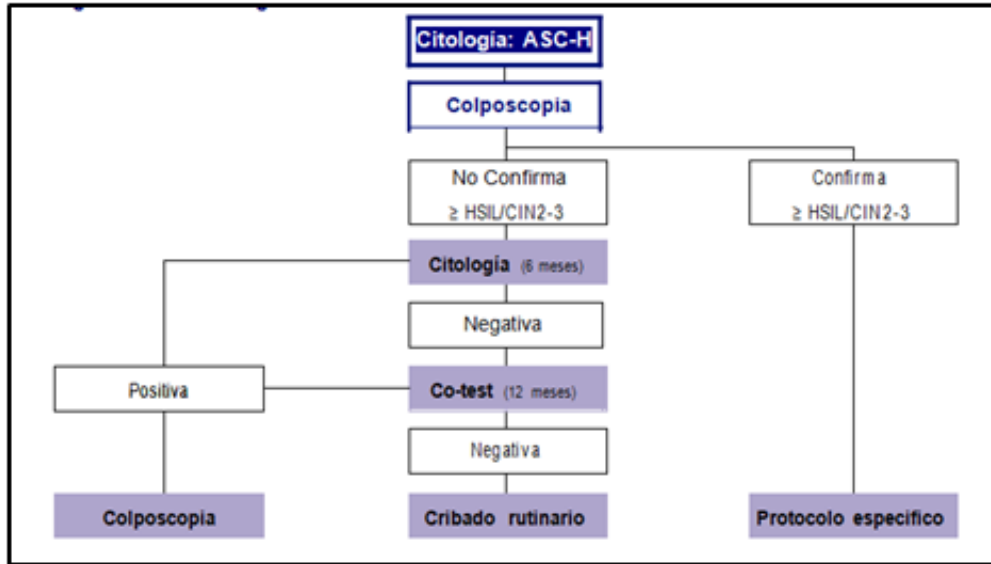 Citología: ASC-H
Colposcopia
No Confirma
≥ HSIL/CIN2-3
Confirma
≥ HSIL/CIN2-3
Citología (6 meses)
Negativa
Positiva
Co-test (12 meses)
Negativa
Colposcopia
Cribado rutinario
Protocolo especifico